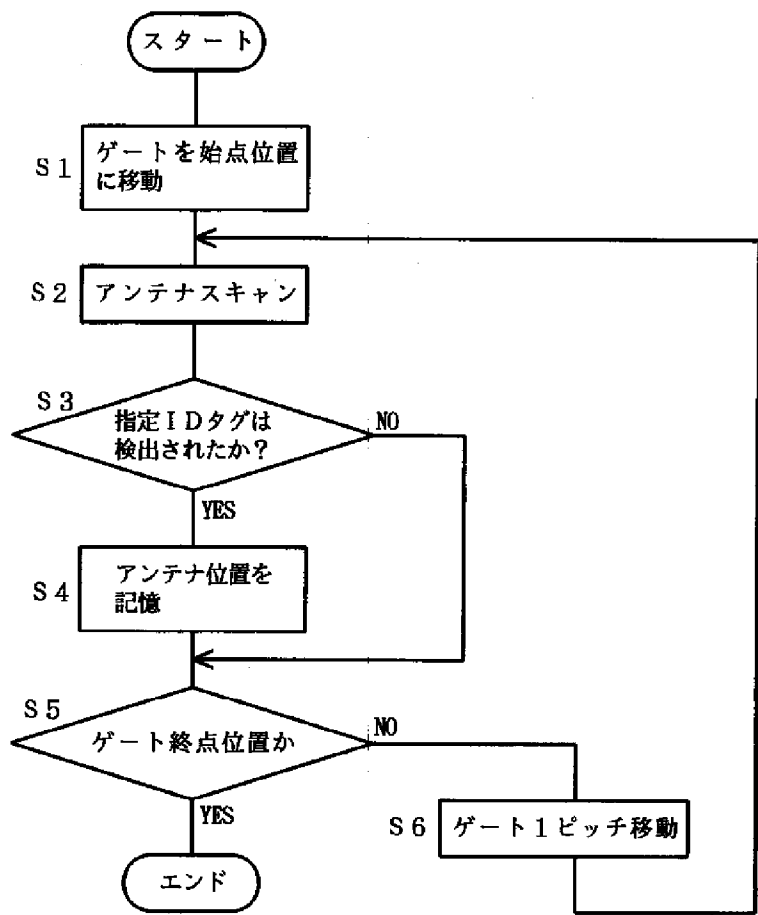 スタート
S1
ゲートを始点位置
に移動
S2
アンテナスキャン
S3
指定IDタグは
検出されたか?
NO
YES
S4
アンテナ位置を
記憶
S5
ゲート終点位置か
NO
YES
S6
ゲート1ピッチ移動
エンド